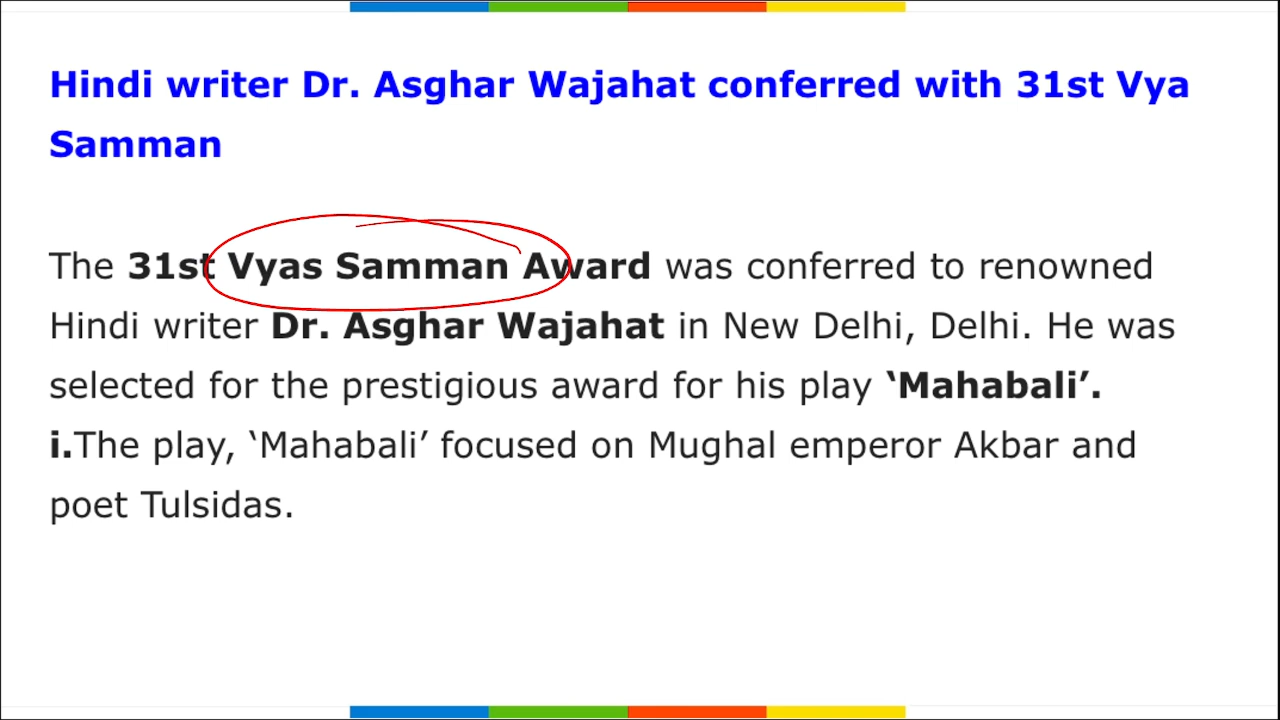 Hindi writer Dr. Asghar Wajahat conferred with 31st Vya
Samman
The 31st Vyas Samman Award was conferred to renowned
Hindi writer Dr. Asghar Wajahat in New Delhi, Delhi. He was
selected for the prestigious award for his play ‘Mahabali’.
i.The play, ‘Mahabali’ focused on Mughal emperor Akbar and
poet Tulsidas.